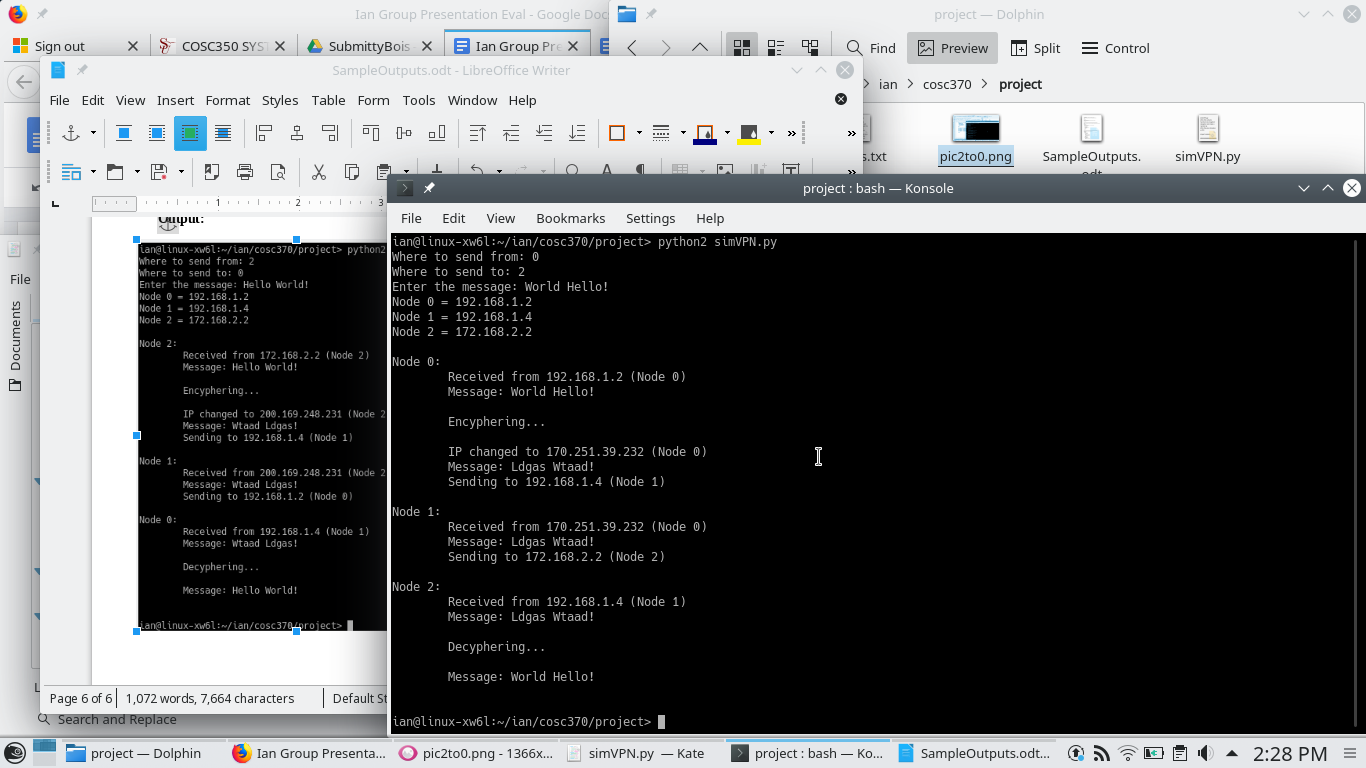 Ian Group Presentation Eval - Google Doc
project — Dolphin
Sign out
COSC350 SYS
SubmittyBois -
Ian Group Pre
Find
Preview
Split
Control
ian > cosc370 > project
s.txt
pic2to0.png
SampleOutputs.
odt
simVPN.py
SampleOutputs.odt - LibreOffice Writer
File Edit View Insert Format Styles Table Form Tools Window Help
1 2 3
File
Documents
Output:
ian@linux-xw6l:~/ian/cosc370/project> python2
Where to send from: 2
Where to send to: 0
Enter the message: Hello World!
Node 0 = 192.168.1.2
Node 1 = 192.168.1.4
Node 2 = 172.168.2.2
Node 2:
Received from 172.168.2.2 (Node 2)
Message: Hello World!
Encyphering...
IP changed to 200.169.248.231 (Node 2
Message: Wtaad Ldgas!
Sending to 192.168.1.4 (Node 1)
Node 1:
Received from 200.169.248.231 (Node 2
Message: Wtaad Ldgas!
Sending to 192.168.1.2 (Node 0)
Node 0:
Received from 192.168.1.4 (Node 1)
Message: Wtaad Ldgas!
Decyphering...
Message: Hello World!
ian@linux-xw6l:~/ian/cosc370/project>
Page 6 of 6
1,072 words, 7,664 characters
Default St
Search and Replace
project : bash — Konsole
File Edit View Bookmarks Settings Help
ian@linux-xw6l:~/ian/cosc370/project> python2 simVPN.py
Where to send from: 0
Where to send to: 2
Enter the message: World Hello!
Node 0 = 192.168.1.2
Node 1 = 192.168.1.4
Node 2 = 172.168.2.2
Node 0:
Received from 192.168.1.2 (Node 0)
Message: World Hello!
Encyphering...
IP changed to 170.251.39.232 (Node 0)
Message: Ldgas Wtaad!
Sending to 192.168.1.4 (Node 1)
Node 1:
Received from 170.251.39.232 (Node 0)
Message: Ldgas Wtaad!
Sending to 172.168.2.2 (Node 2)
Node 2:
Received from 192.168.1.4 (Node 1)
Message: Ldgas Wtaad!
Decyphering...
Message: World Hello!
ian@linux-xw6l:~/ian/cosc370/project>
project — Dolphin
Ian Group Presenta...
pic2to0.png - 1366x...
simVPN.py — Kate
project : bash — Ko...
SampleOutputs.odt...
2:28 PM